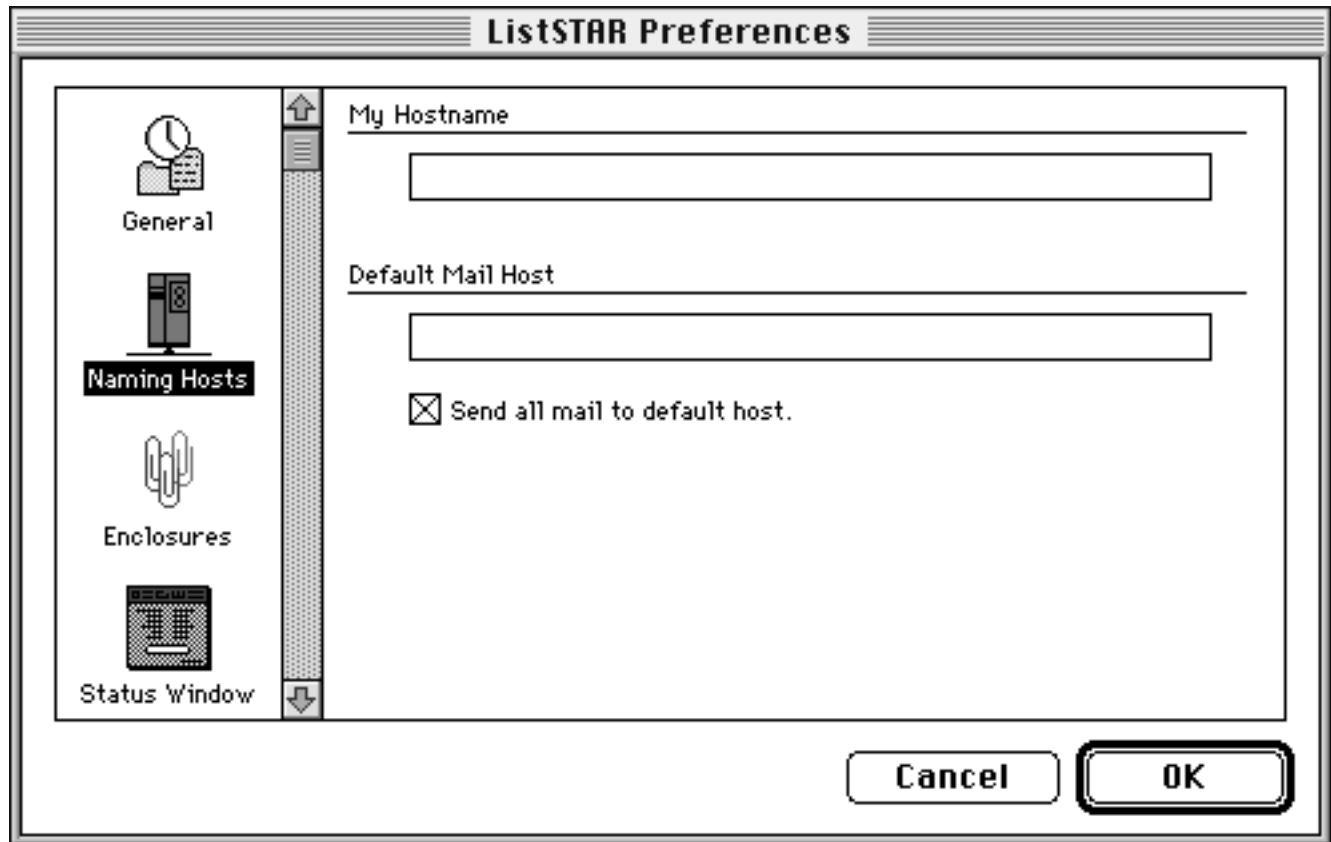 ListSTAR Preferences
General
Naming Hosts
Enclosures
Status Window
My Hostname
Default Mail Host
Send all mail to default host.
Cancel
OK